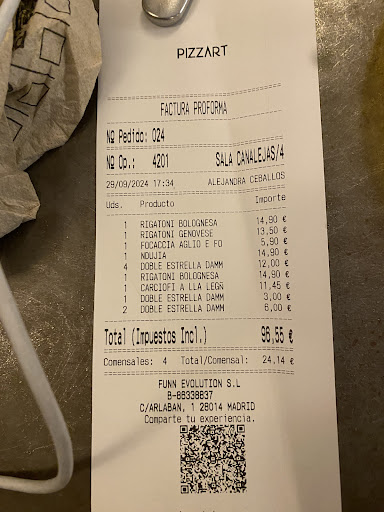 PIZZART
FACTURA PROFORMA
Nº Pedido: 024
Nº Op.: 4201 SALA CANALEJAS/4
29/09/2024 17:34 ALEJANDRA CEBALLOS
Uds. Producto Importe
1 RIGATONI BOLOGNESA 14,90 €
1 RIGATONI GENOVESE 13,50 €
1 FOCACCIA AGLIO E FO 5,90 €
1 NDUJIA 14,90 €
4 DOBLE ESTRELLA DAMM 12,00 €
1 RIGATONI BOLOGNESA 14,90 €
1 CARCIOFI A LLA LEGN 11,45 €
1 DOBLE ESTRELLA DAMM 3,00 €
2 DOBLE ESTRELLA DAMM 6,00 €
Total (Impuestos Incl.) 96,55 €
Comensales: 4 Total/Comensal: 24,14 €
FUNN EVOLUTION S.L
B-86338637
C/ARLABAN, 1 28014 MADRID
Comparte tu experiencia.